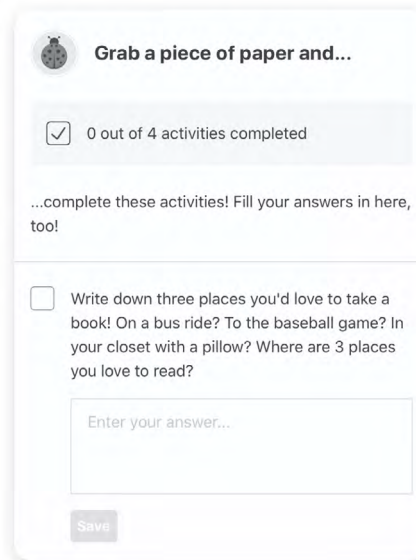 Grab a piece of paper and...
0 out of 4 activities completed
...complete these activities! Fill your answers in here,
too!
Write down three places you'd love to take a
book! On a bus ride? To the baseball game? In
your closet with a pillow? Where are 3 places
you love to read?
Enter your answer...
Save